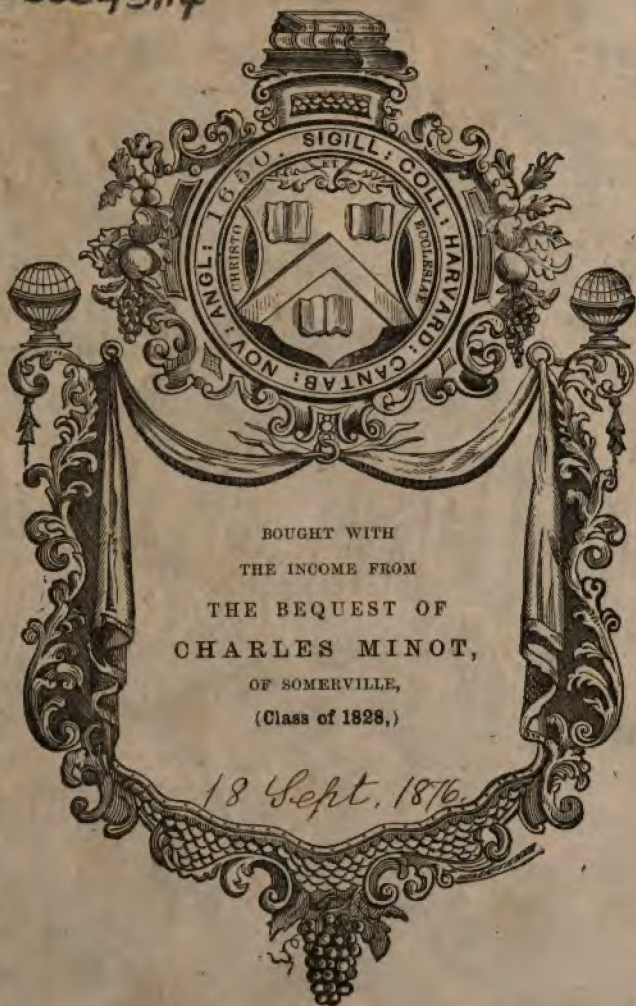 SIGILL: COLL: HARVARD: CANTAB: NOV: ANGL: 1650.
ET
CHRISTO
ECCLESIAE
BOUGHT WITH
THE INCOME FROM
THE BEQUEST OF
CHARLES MINOT,
OF SOMERVILLE,
(Class of 1828,)
18 Sept. 1876.